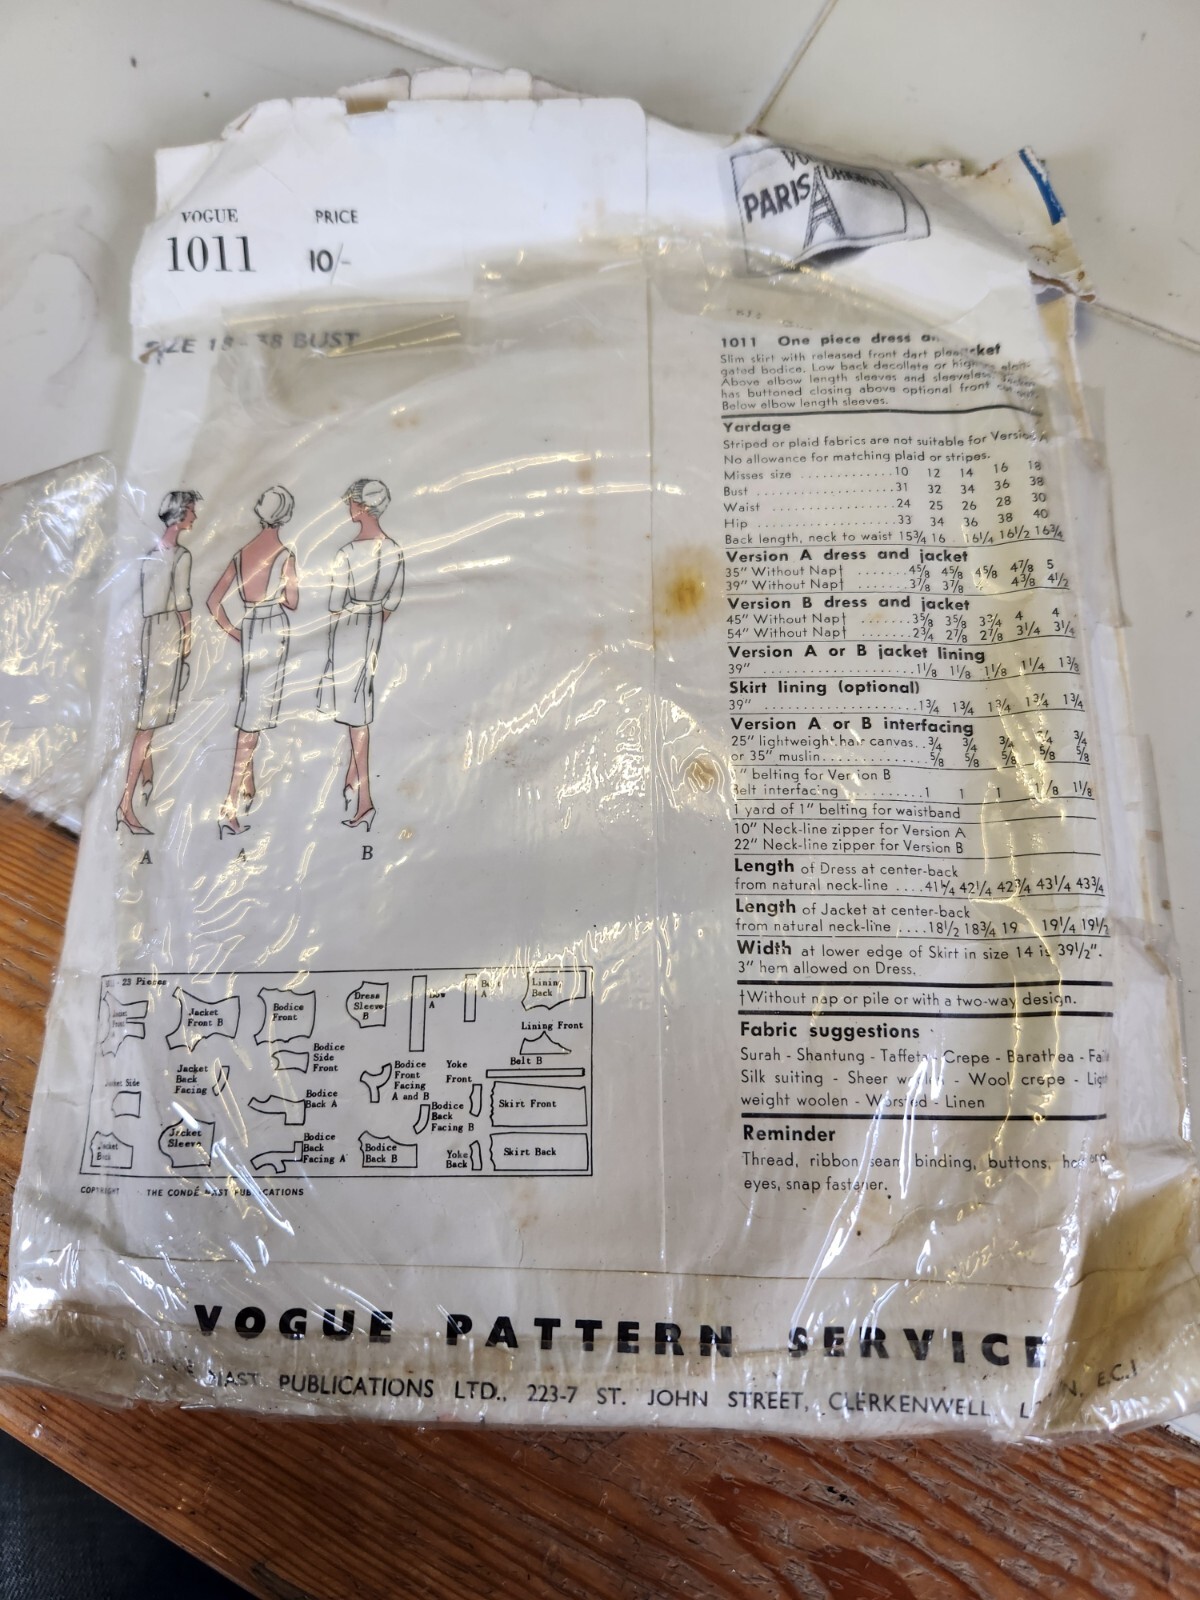 VOGUE
1011
PRICE
10/-
PARIS
ORIGINAL
SIZE 18 - 38 BUST
1011 One piece dress
Slim skirt with released front dart
bodice. Low back decollete or high
Above elbow length sleeves and sleeveless.
has buttoned closing above optional front
Below elbow length sleeves.
Yardage
Striped or plaid fabrics are not suitable for Version A
No allowance for matching plaid or stripes.
Misses size ...........10 12 14 16 18
Bust ..................31 32 34 36 38
Waist .................24 25 26 28 30
Hip ...................33 34 36 38 40
Back length, neck to waist 15¾ 16 16¼ 16½ 16¾
Version A dress and jacket
35" Without Nap† .......4⅝ 4⅝ 4⅝ 4⅞ 5
39" Without Nap† .......3⅞ 3⅞ 4⅜ 4½
Version B dress and jacket
45" Without Nap† .......3⅝ 3⅝ 3¾ 4 4
54" Without Nap† .......2¾ 2⅞ 2⅞ 3¼ 3¼
Version A or B jacket lining
39" ....................1⅛ 1⅛ 1⅛ 1¼ 1⅜
Skirt lining (optional)
39" ....................1¾ 1¾ 1¾ 1¾ 1¾
Version A or B interfacing
25" lightweight hair canvas..¾ ¾ ¾ ¾ ¾
or 35" muslin..............⅝ ⅝ ⅝ ⅝ ⅝
" belting for Version B
Belt interfacing ..........1 1 1 1⅛ 1⅛
1 yard of 1" belting for waistband
10" Neck-line zipper for Version A
22" Neck-line zipper for Version B
Length of Dress at center-back
from natural neck-line ....41¼ 42¼ 42¾ 43¼ 43¾
Length of Jacket at center-back
from natural neck-line ....18½ 18¾ 19 19¼ 19½
Width at lower edge of Skirt in size 14 is 39½".
3" hem allowed on Dress.
†Without nap or pile or with a two-way design.
Fabric suggestions
Surah - Shantung - Taffeta - Crepe - Barathea -
Silk suiting - Sheer woolen - Wool crepe - Light
weight woolen - Worsted - Linen
Reminder
Thread, ribbon seam binding, buttons, hooks and
eyes, snap fastener.
A
A
B
23 Pieces
Jacket
Front
Jacket
Front B
Bodice
Front
Dress
Sleeve
B
A
A
Lining
Back
Lining Front
Bodice
Side
Front
Jacket
Back
Facing
Bodice
Front
Facing
A and B
Yoke
Front
Belt B
Jacket Side
Bodice
Back A
Bodice
Back
Facing B
Skirt Front
Jacket
Back
Jacket
Sleeve
Bodice
Back
Facing A
Bodice
Back B
Yoke
Back
Skirt Back
COPYRIGHT THE CONDÉ NAST PUBLICATIONS
VOGUE PATTERN SERVICE
NAST PUBLICATIONS LTD., 223-7 ST. JOHN STREET, CLERKENWELL, E.C.1